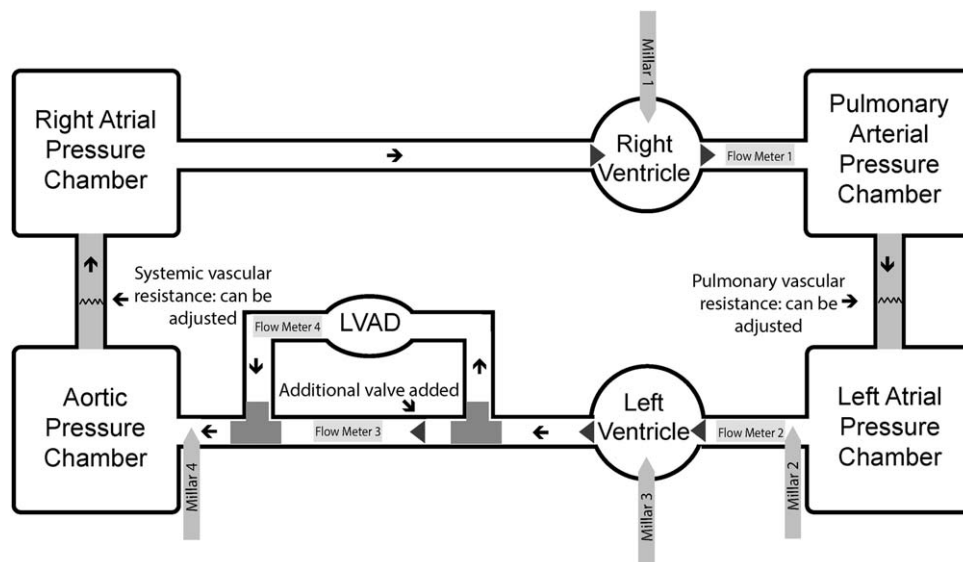 Millar 1
Right Atrial
Pressure
Chamber
Right
Ventricle
Flow Meter 1
Pulmonary
Arterial
Pressure
Chamber
Systemic vascular
resistance: can be
adjusted
Pulmonary vascular
resistance: can be
adjusted
Flow Meter 4
LVAD
Additional valve added
Aortic
Pressure
Chamber
Flow Meter 3
Left
Ventricle
Flow Meter 2
Left Atrial
Pressure
Chamber
Millar 4
Millar 3
Millar 2